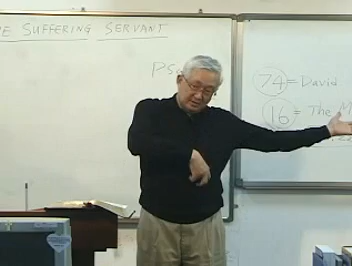 SUFFERING SERVANT
PS
74 = David
16 = The M